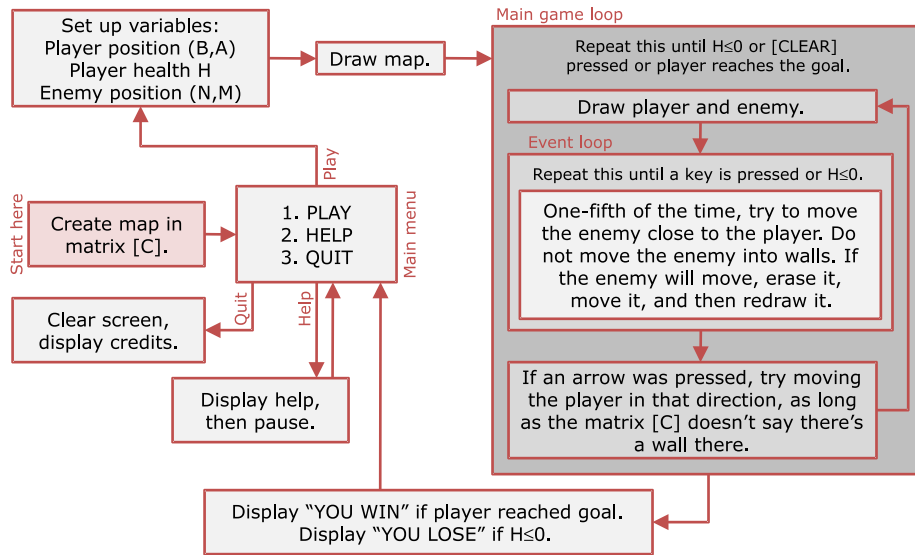 Set up variables:
Player position (B,A)
Player health H
Enemy position (N,M)
Draw map.
Main game loop
Repeat this until H≤0 or [CLEAR]
pressed or player reaches the goal.
Draw player and enemy.
Event loop
Repeat this until a key is pressed or H≤0.
One-fifth of the time, try to move
the enemy close to the player. Do
not move the enemy into walls. If
the enemy will move, erase it,
move it, and then redraw it.
If an arrow was pressed, try moving
the player in that direction, as long
as the matrix [C] doesn’t say there’s
a wall there.
Play
Start here
Create map in
matrix [C].
1. PLAY
2. HELP
3. QUIT
Main menu
Quit
Help
Clear screen,
display credits.
Display help,
then pause.
Display “YOU WIN” if player reached goal.
Display “YOU LOSE” if H≤0.